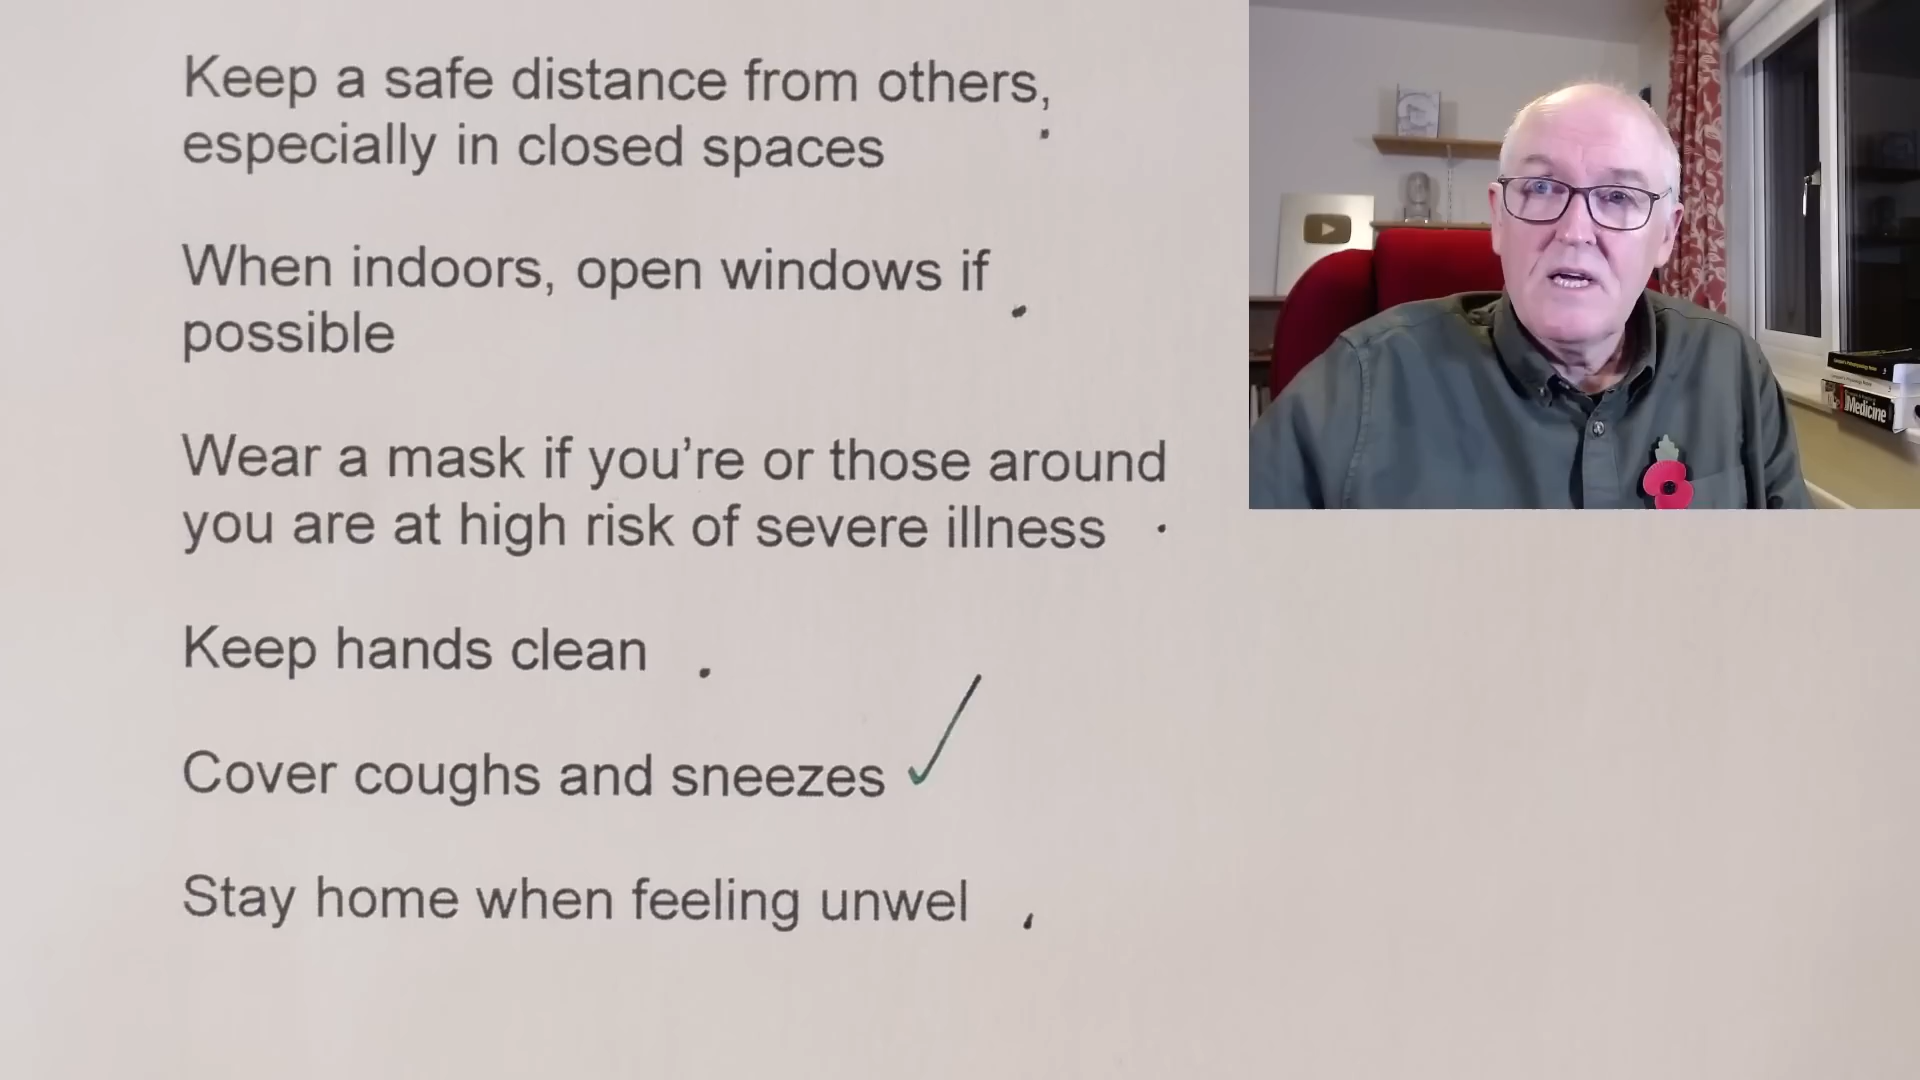 Keep a safe distance from others,
especially in closed spaces
When indoors, open windows if
possible
Wear a mask if you're or those around
you are at high risk of severe illness
Keep hands clean
Cover coughs and sneezes
Stay home when feeling unwel
Medicine